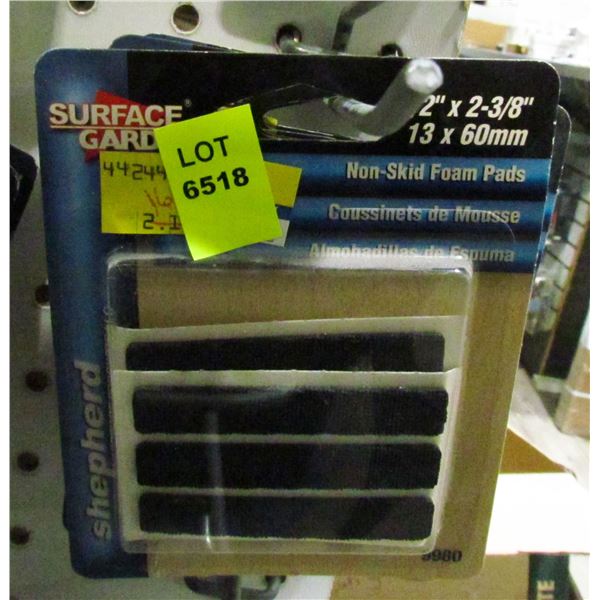 SURFACE
GARD
LOT
6518
2" x 2-3/8"
13 x 60mm
Non-Skid Foam Pads
Coussinets de Mousse
Almohadillas de Espuma
shepherd
9980